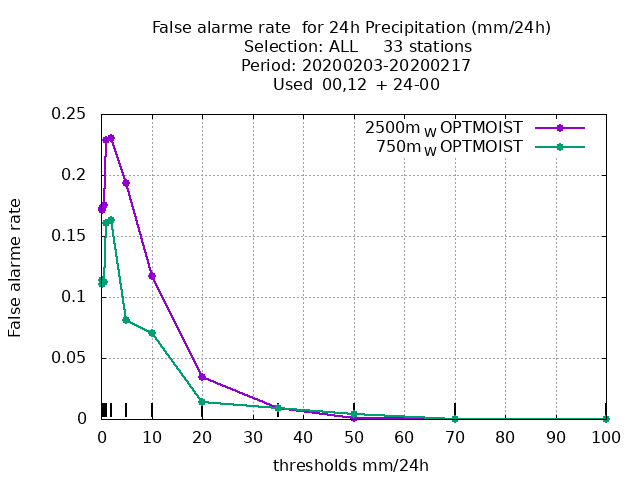 False alarme rate  for 24h Precipitation (mm/24h)
Selection: ALL     33 stations
Period: 20200203-20200217
Used  00,12  + 24-00
2500m W OPTMOIST
750m W OPTMOIST
0.25
0.2
0.15
0.1
0.05
0
False alarme rate
0 10 20 30 40 50 60 70 80 90 100
thresholds mm/24h